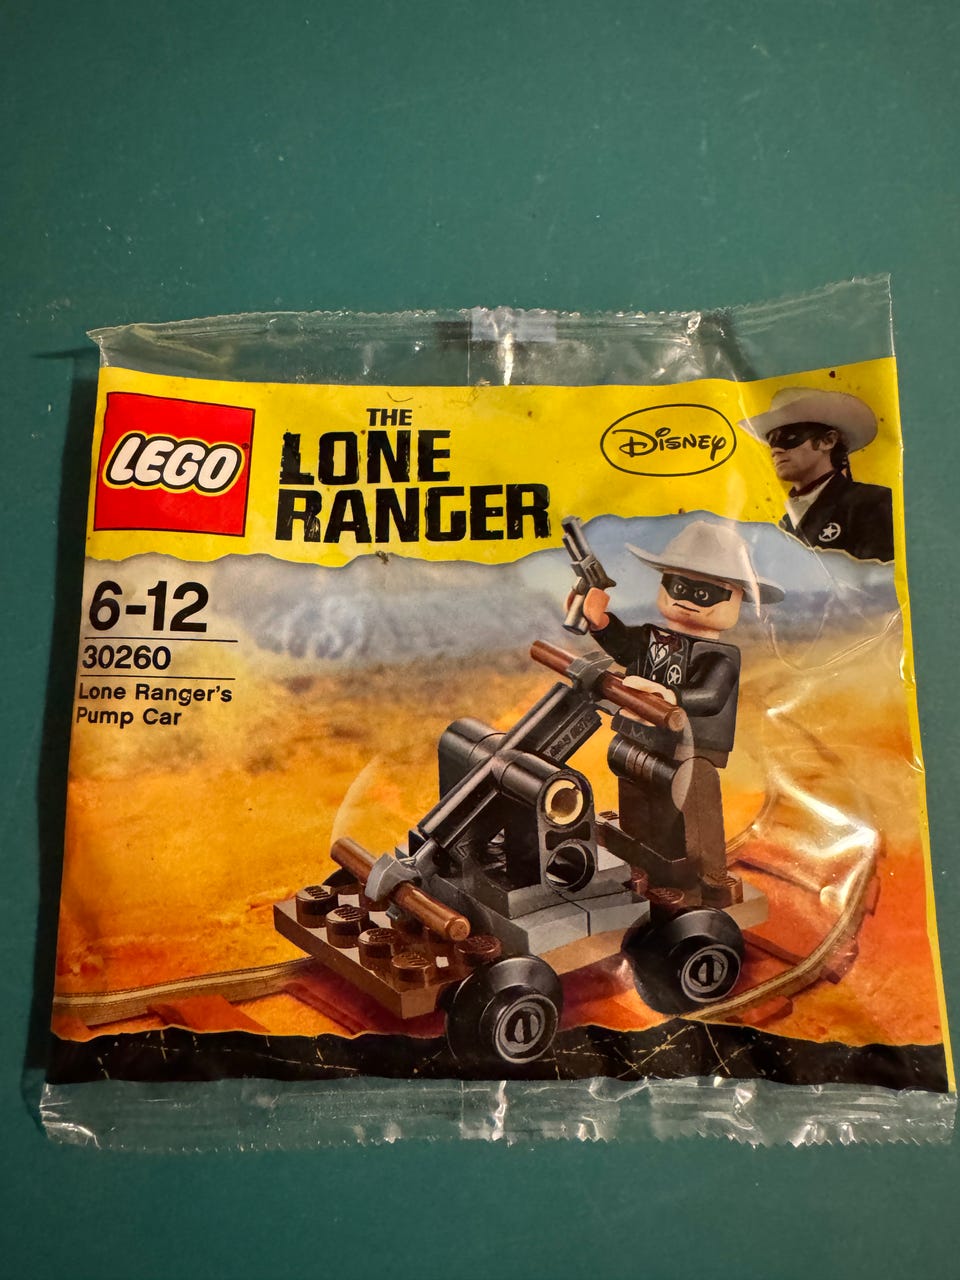 LEGO
THE
LONE
RANGER
Disney
6-12
30260
Lone Ranger's
Pump Car